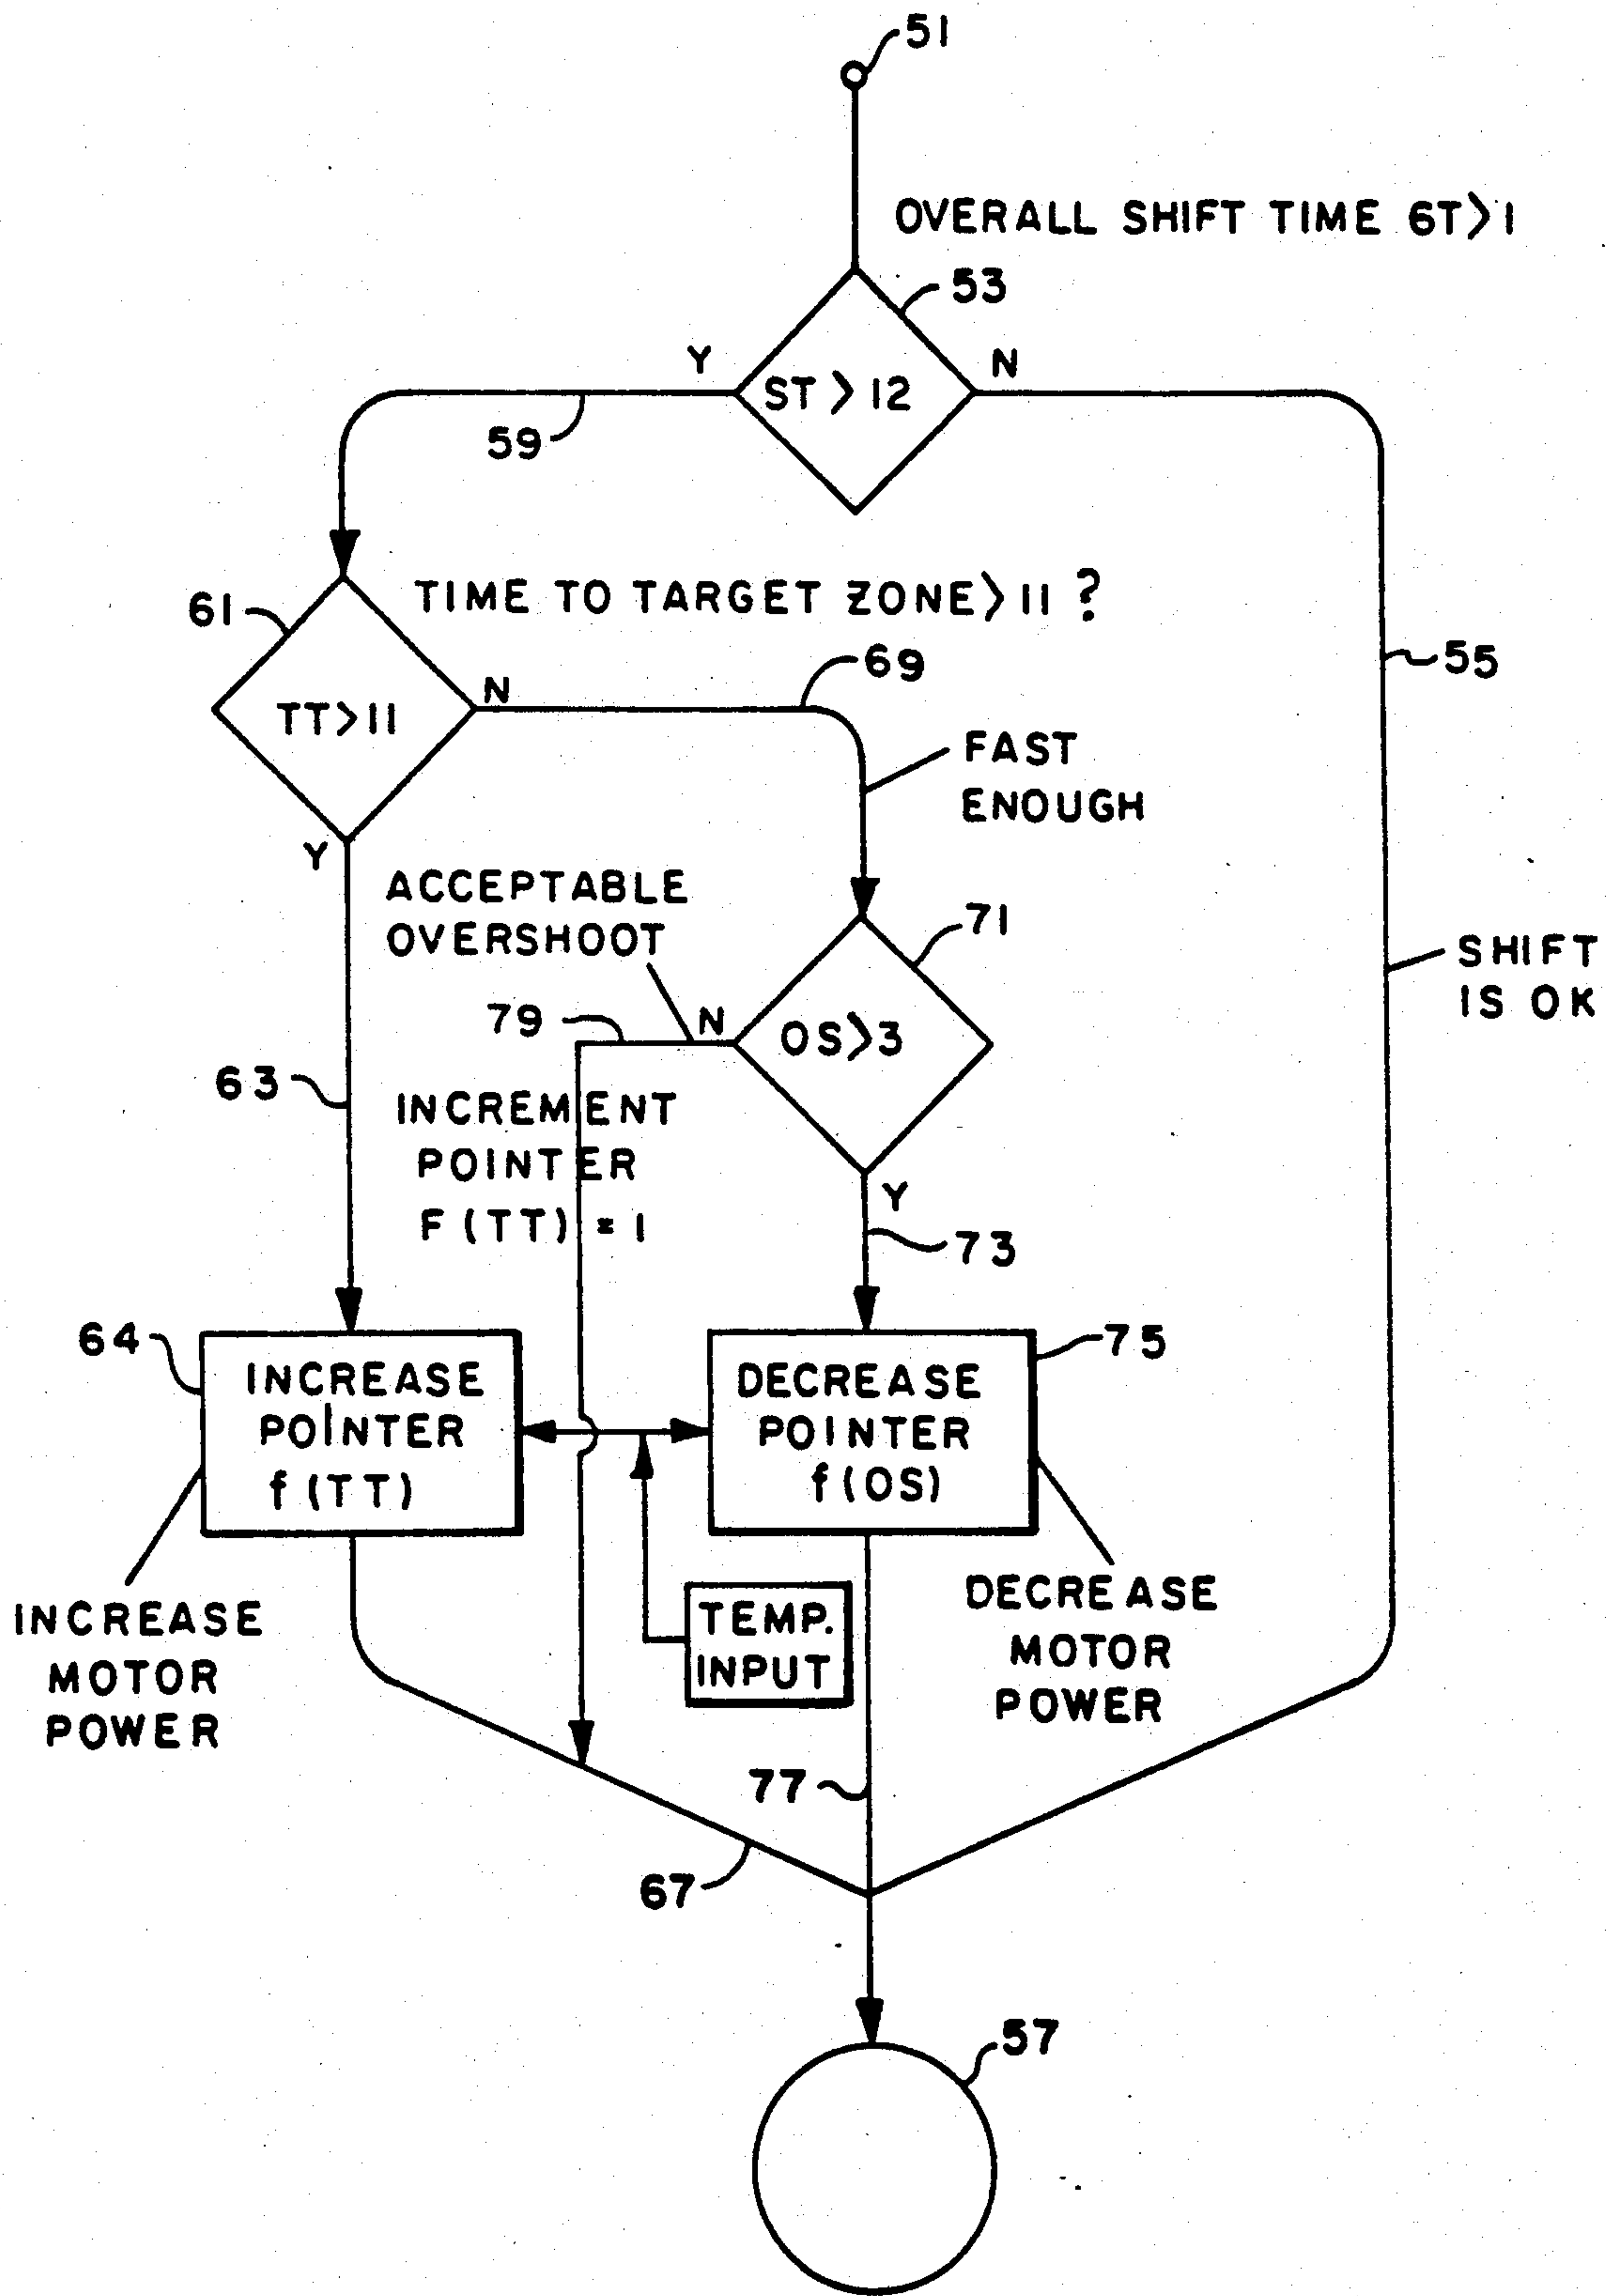 51
OVERALL SHIFT TIME 6T>1
53
Y
N
ST > 12
59
TIME TO TARGET ZONE > 11 ?
61
N
69
55
TT>11
FAST
ENOUGH
Y
ACCEPTABLE
OVERSHOOT
71
SHIFT
IS OK
79
N
OS>3
63
INCREMENT
POINTER
F (TT) = 1
Y
73
64
75
INCREASE
POINTER
f (TT)
DECREASE
POINTER
f (OS)
INCREASE
MOTOR
POWER
TEMP.
INPUT
DECREASE
MOTOR
POWER
77
67
57